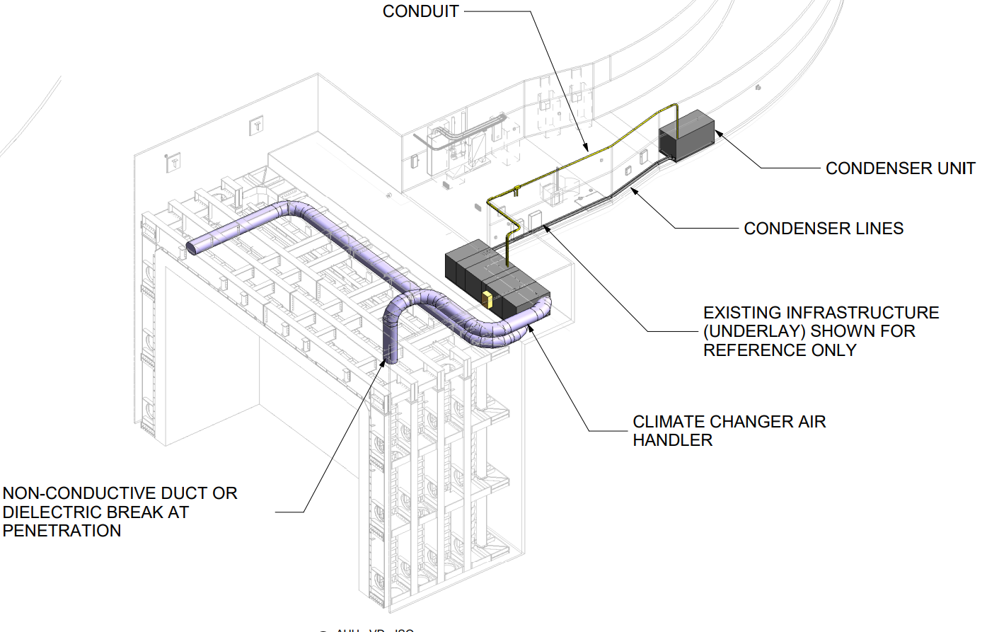 CONDUIT
CONDENSER UNIT
CONDENSER LINES
EXISTING INFRASTRUCTURE
(UNDERLAY) SHOWN FOR
REFERENCE ONLY
CLIMATE CHANGER AIR
HANDLER
NON-CONDUCTIVE DUCT OR
DIELECTRIC BREAK AT
PENETRATION